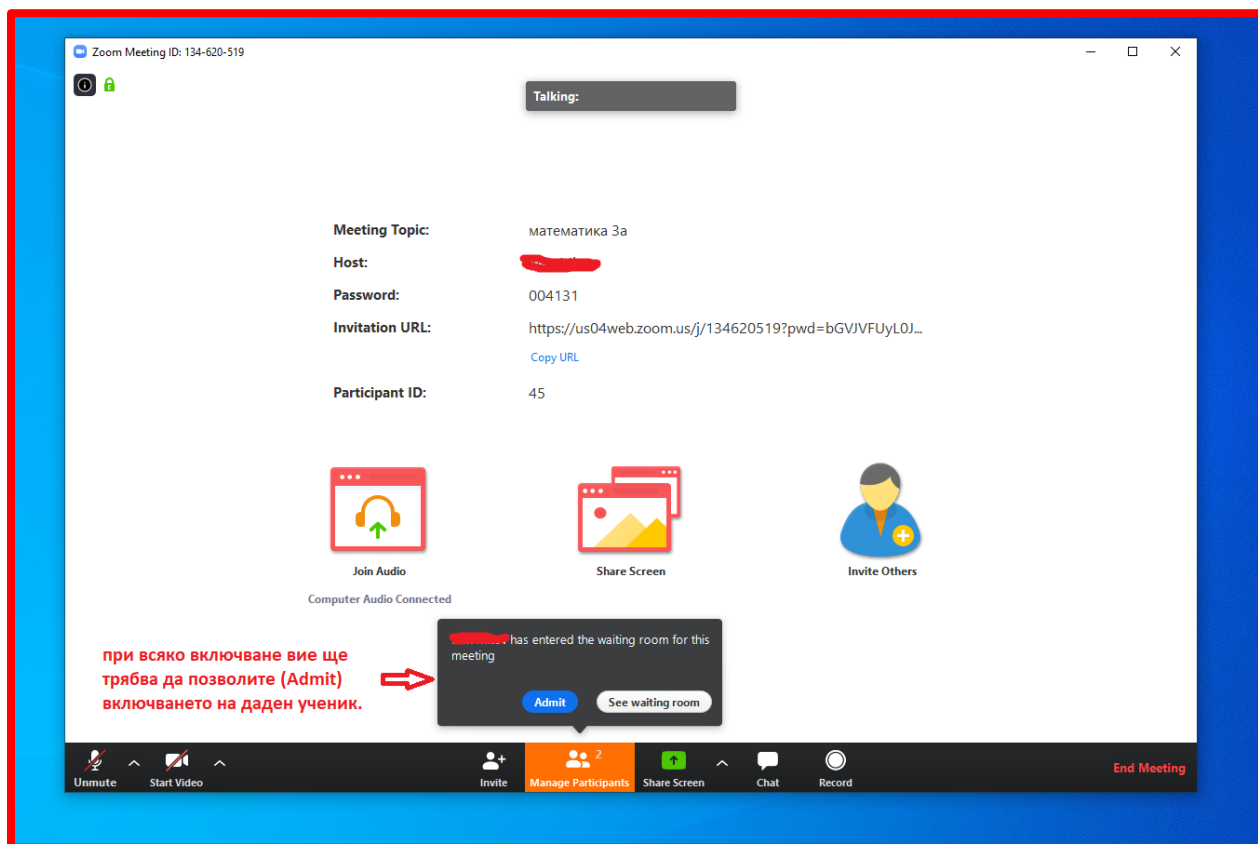 Zoom Meeting ID: 134-620-519
Talking:
Meeting Topic: математика 3а
Host:
Password: 004131
Invitation URL: https://us04web.zoom.us/j/134620519?pwd=bGVJVFUyL0J...
Copy URL
Participant ID: 45
Join Audio
Share Screen
Invite Others
Computer Audio Connected
has entered the waiting room for this
meeting
Admit
See waiting room
при всяко включване вие ще
трябва да позволите (Admit)
включването на даден ученик.
Unmute
Start Video
Invite
2
Manage Participants
Share Screen
Chat
Record
End Meeting